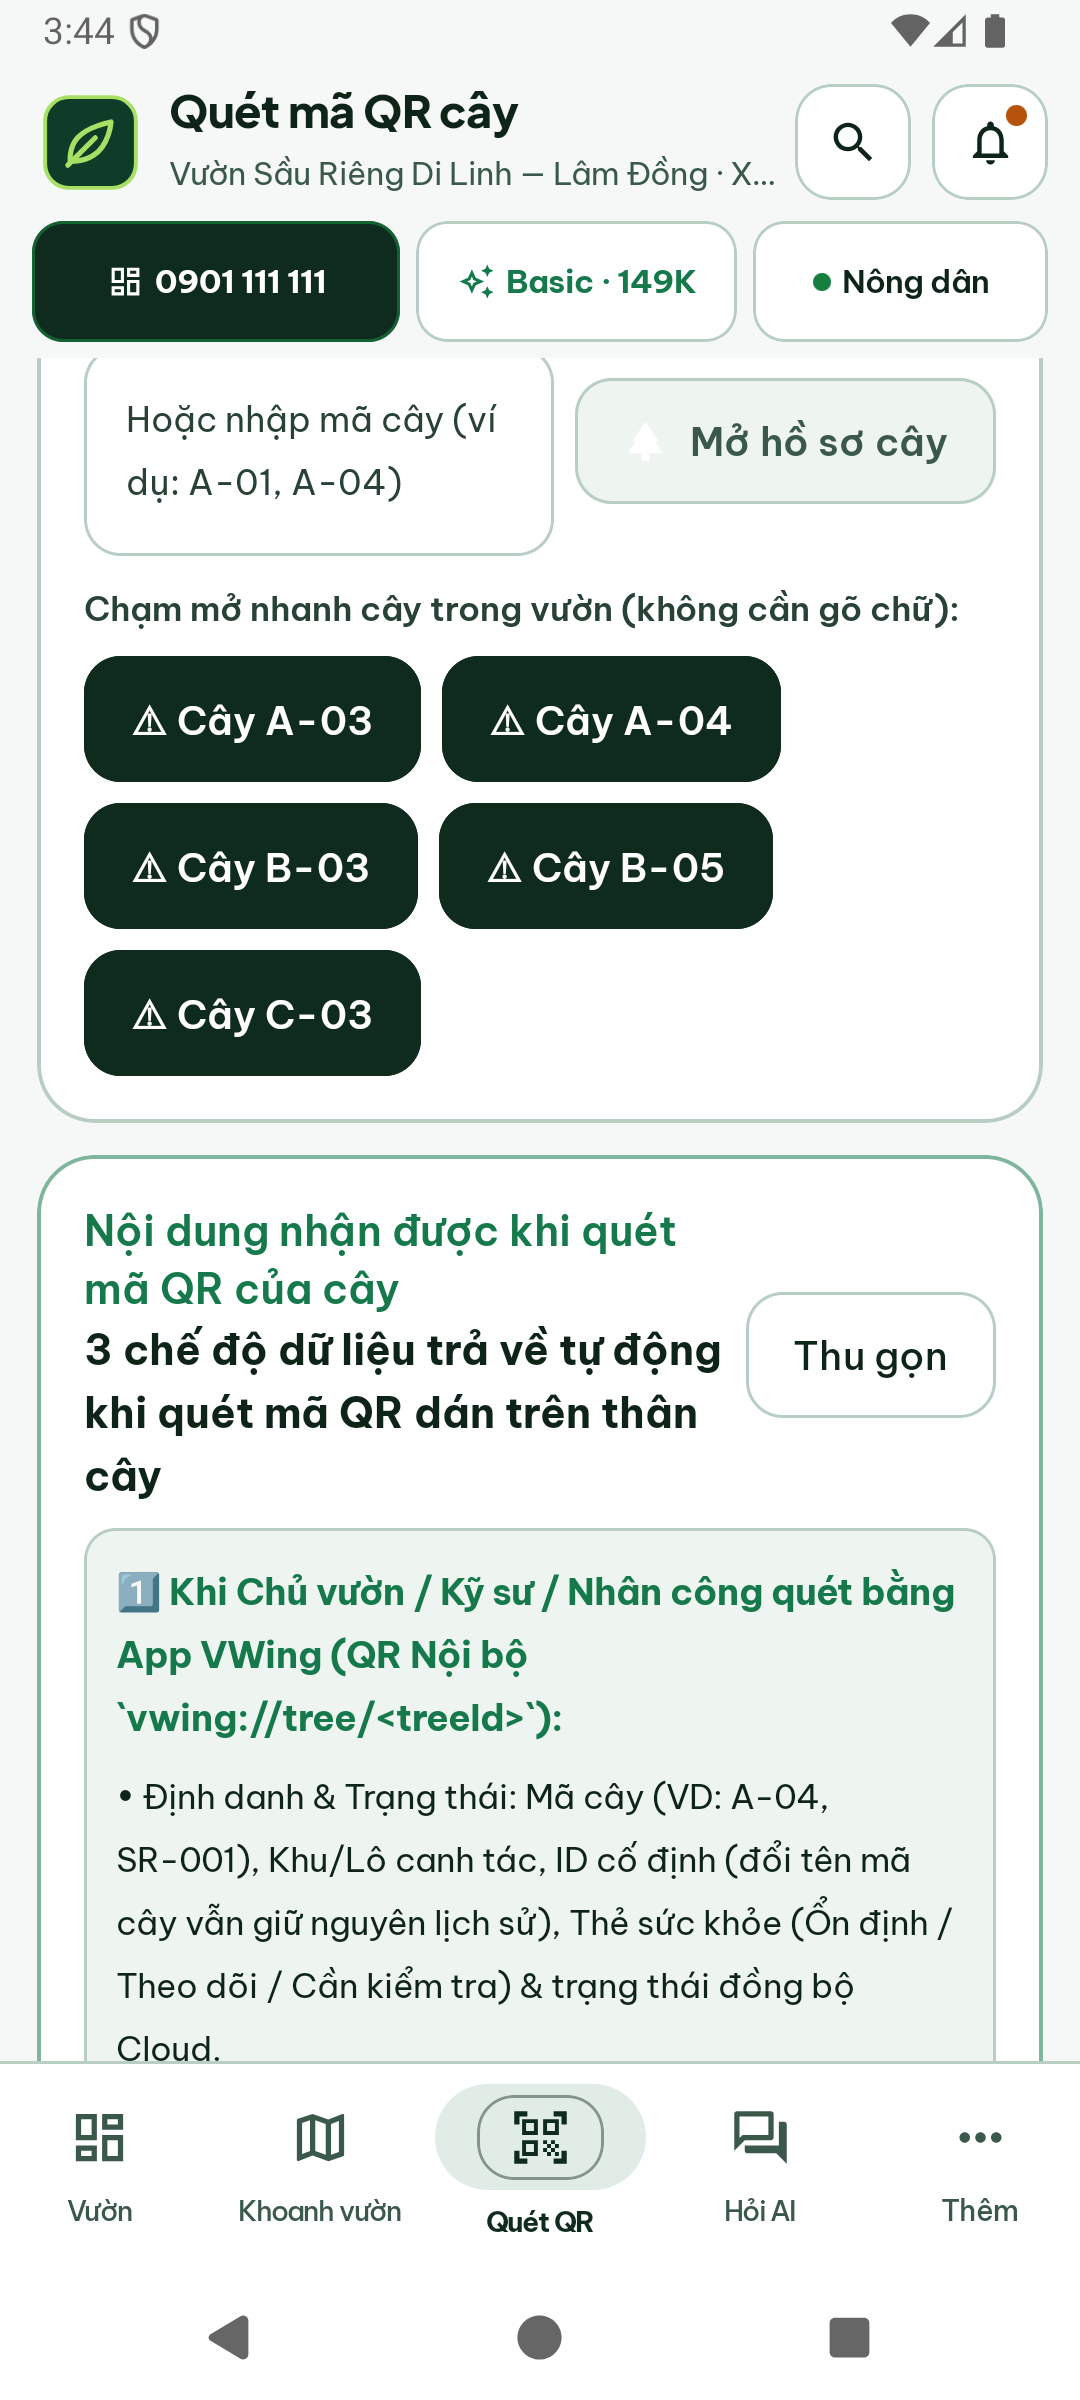 3:44
Quét mã QR cây
Vườn Sầu Riêng Di Linh — Lâm Đồng · X...
0901 111 111
Basic · 149K
Nông dân
Hoặc nhập mã cây (ví
dụ: A-01, A-04)
Mở hồ sơ cây
Chạm mở nhanh cây trong vườn (không cần gõ chữ):
⚠ Cây A-03
⚠ Cây A-04
⚠ Cây B-03
⚠ Cây B-05
⚠ Cây C-03
Nội dung nhận được khi quét
mã QR của cây
3 chế độ dữ liệu trả về tự động
khi quét mã QR dán trên thân
cây
Thu gọn
1️⃣ Khi Chủ vườn / Kỹ sư / Nhân công quét bằng
App VWing (QR Nội bộ
`vwing://tree/<treeId>`):
• Định danh & Trạng thái: Mã cây (VD: A-04,
SR-001), Khu/Lô canh tác, ID cố định (đổi tên mã
cây vẫn giữ nguyên lịch sử), Thẻ sức khỏe (Ổn định /
Theo dõi / Cần kiểm tra) & trạng thái đồng bộ
Cloud.
Vườn
Khoanh vườn
Quét QR
Hỏi AI
Thêm